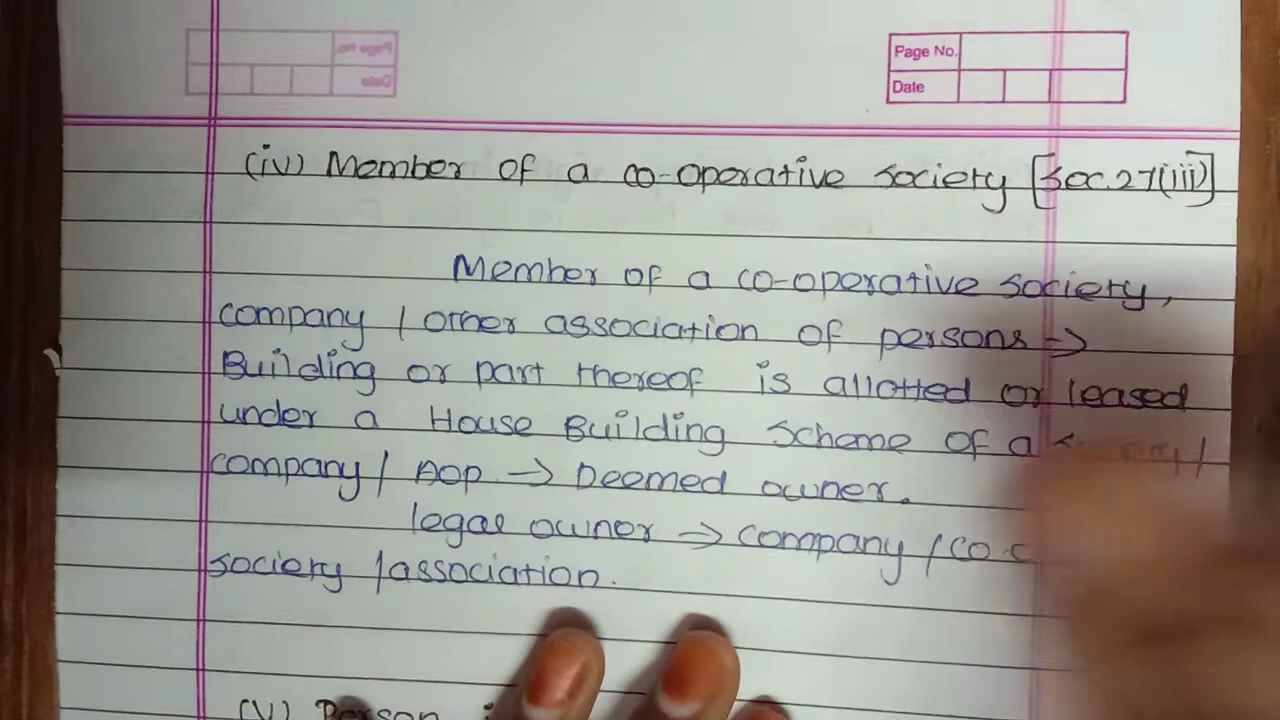 Page No.
Date
(iv) Member of a co-operative society [Sec.27(iii)]
Member of a co-operative society,
company / other association of persons →
Building or part thereof is allotted or leased
under a House Building Scheme of a
company / AOP → Deemed owner.
legal owner → company / co-o
society / association.
(v) Person